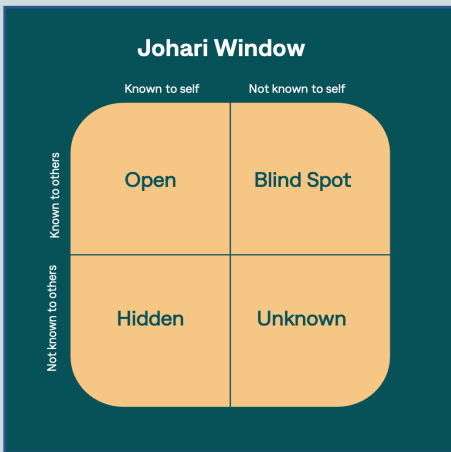 Johari Window
Known to self
Not known to self
Known to others
Open
Blind Spot
Not known to others
Hidden
Unknown